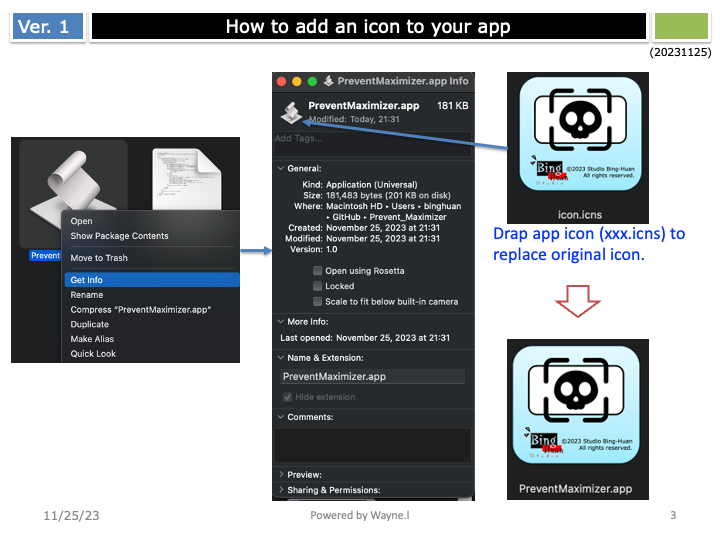 Ver. 1
How to add an icon to your app
(20231125)
Prevent
Open
Show Package Contents
Move to Trash
Get Info
Rename
Compress “PreventMaximizer.app”
Duplicate
Make Alias
Quick Look
PreventMaximizer.app Info
PreventMaximizer.app 181 KB
Modified: Today, 21:31
Add Tags...
General:
Kind: Application (Universal)
Size: 181,483 bytes (201 KB on disk)
Where: Macintosh HD ▸ Users ▸ binghuan
▸ GitHub ▸ Prevent_Maximizer
Created: November 25, 2023 at 21:31
Modified: November 25, 2023 at 21:31
Version: 1.0
Open using Rosetta
Locked
Scale to fit below built-in camera
More Info:
Last opened: November 25, 2023 at 21:31
Name & Extension:
PreventMaximizer.app
Hide extension
Comments:
Preview:
Sharing & Permissions:
Bing
Huan
Studio
©2023 Studio Bing-Huan
All rights reserved.
icon.icns
Drap app icon (xxx.icns) to
replace original icon.
Bing
Huan
Studio
©2023 Studio Bing-Huan
All rights reserved.
PreventMaximizer.app
11/25/23
Powered by Wayne.l
3